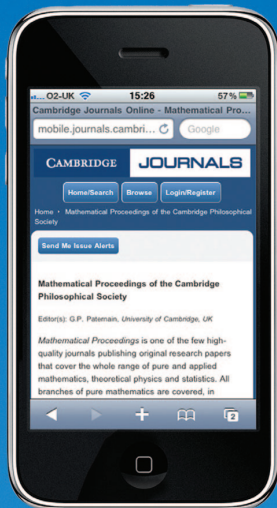 O2-UK 15:26 57%
Cambridge Journals Online - Mathematical Pro...
mobile.journals.cambri... Google
CAMBRIDGE JOURNALS
Home/Search Browse Login/Register
Home • Mathematical Proceedings of the Cambridge Philosophical
Society
Send Me Issue Alerts
Mathematical Proceedings of the Cambridge
Philosophical Society
Editor(s): G.P. Paternain, University of Cambridge, UK
Mathematical Proceedings is one of the few high-
quality journals publishing original research papers
that cover the whole range of pure and applied
mathematics, theoretical physics and statistics. All
branches of pure mathematics are covered, in
2